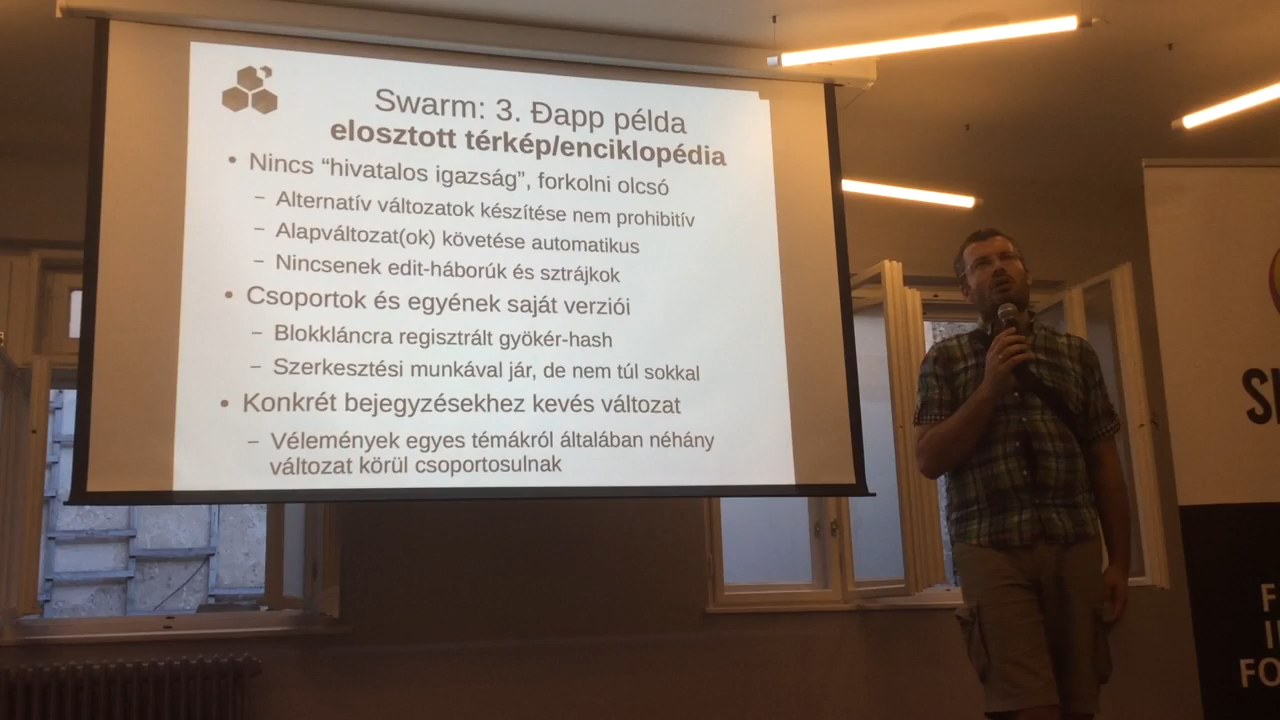 Swarm: 3. Đapp példa
elosztott térkép/enciklopédia
• Nincs “hivatalos igazság”, forkolni olcsó
– Alternatív változatok készítése nem prohibitív
– Alapváltozat(ok) követése automatikus
– Nincsenek edit-háborúk és sztrájkok
• Csoportok és egyének saját verziói
– Blokkláncra regisztrált gyökér-hash
– Szerkesztési munkával jár, de nem túl sokkal
• Konkrét bejegyzésekhez kevés változat
– Vélemények egyes témákról általában néhány
változat körül csoportosulnak